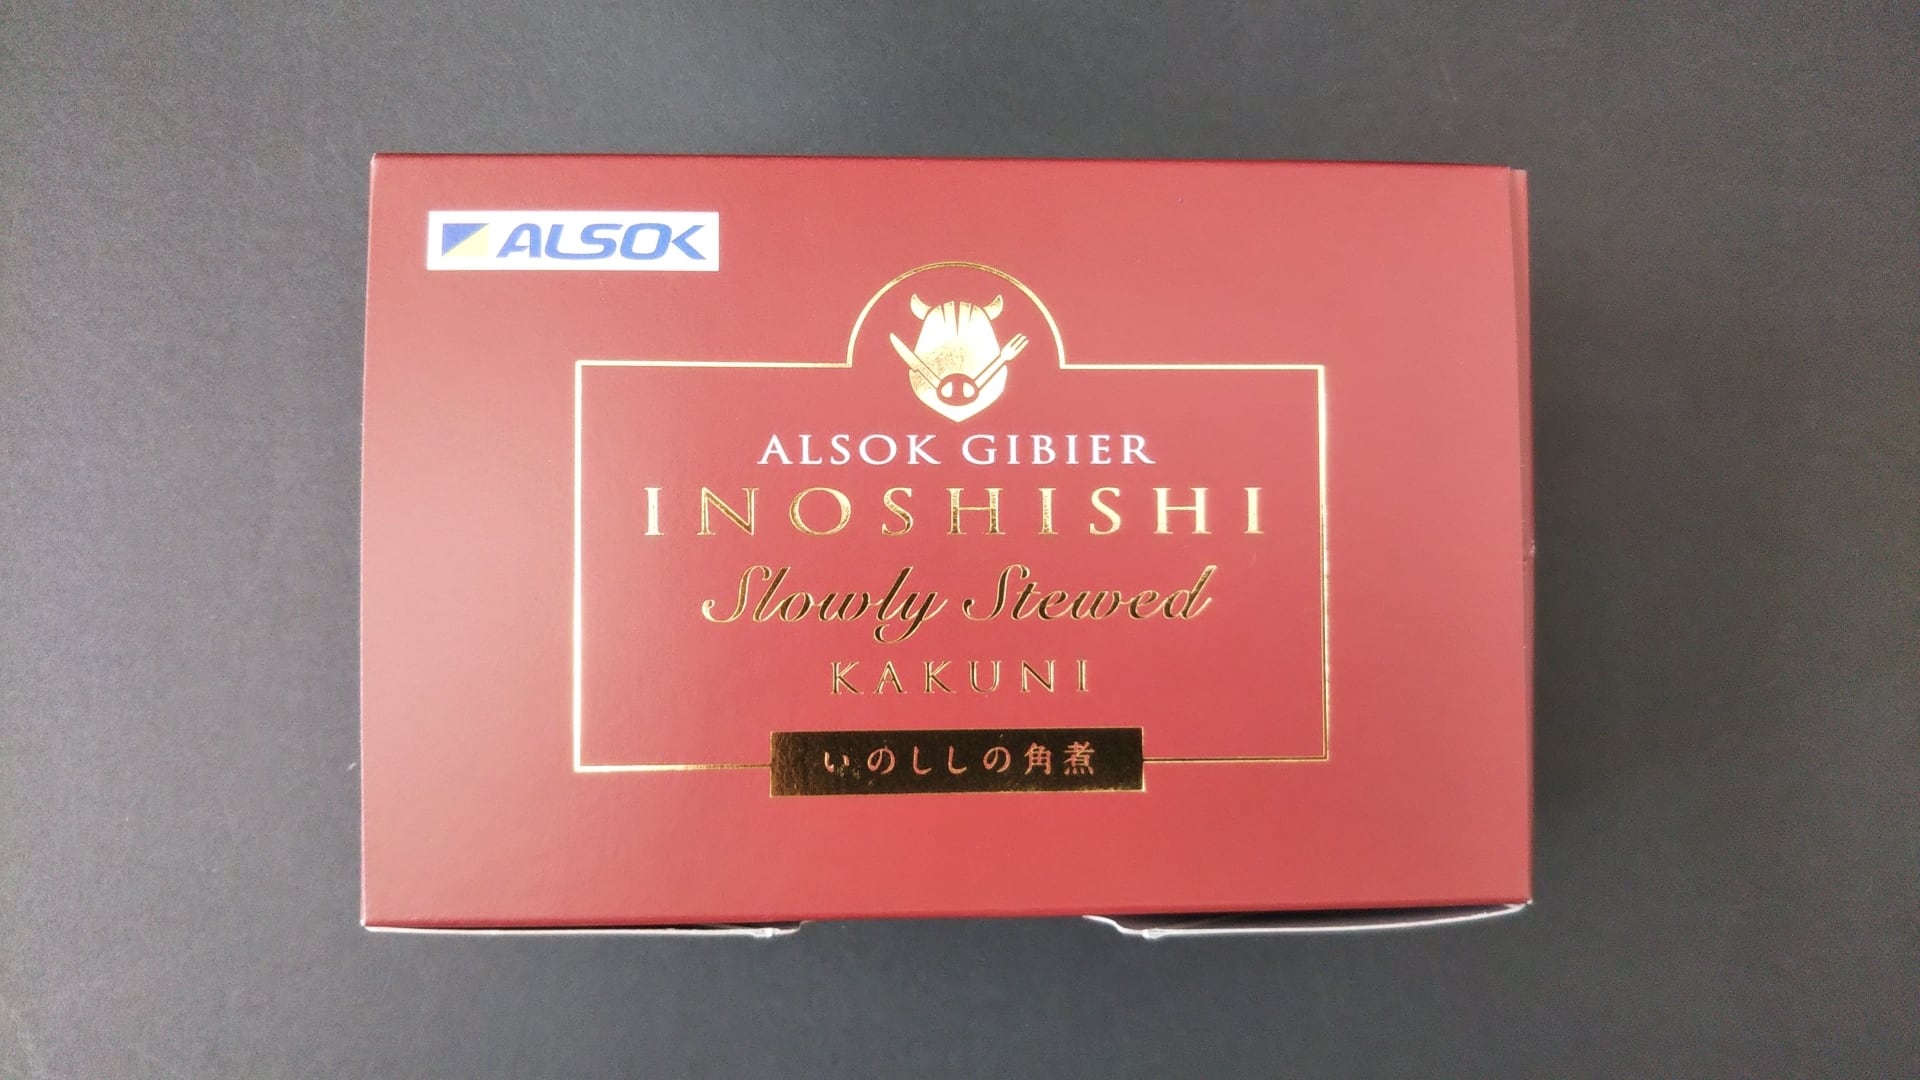 ALSOK
ALSOK GIBIER
INOSHISHI
Slowly Stewed
KAKUNI
いのししの角煮